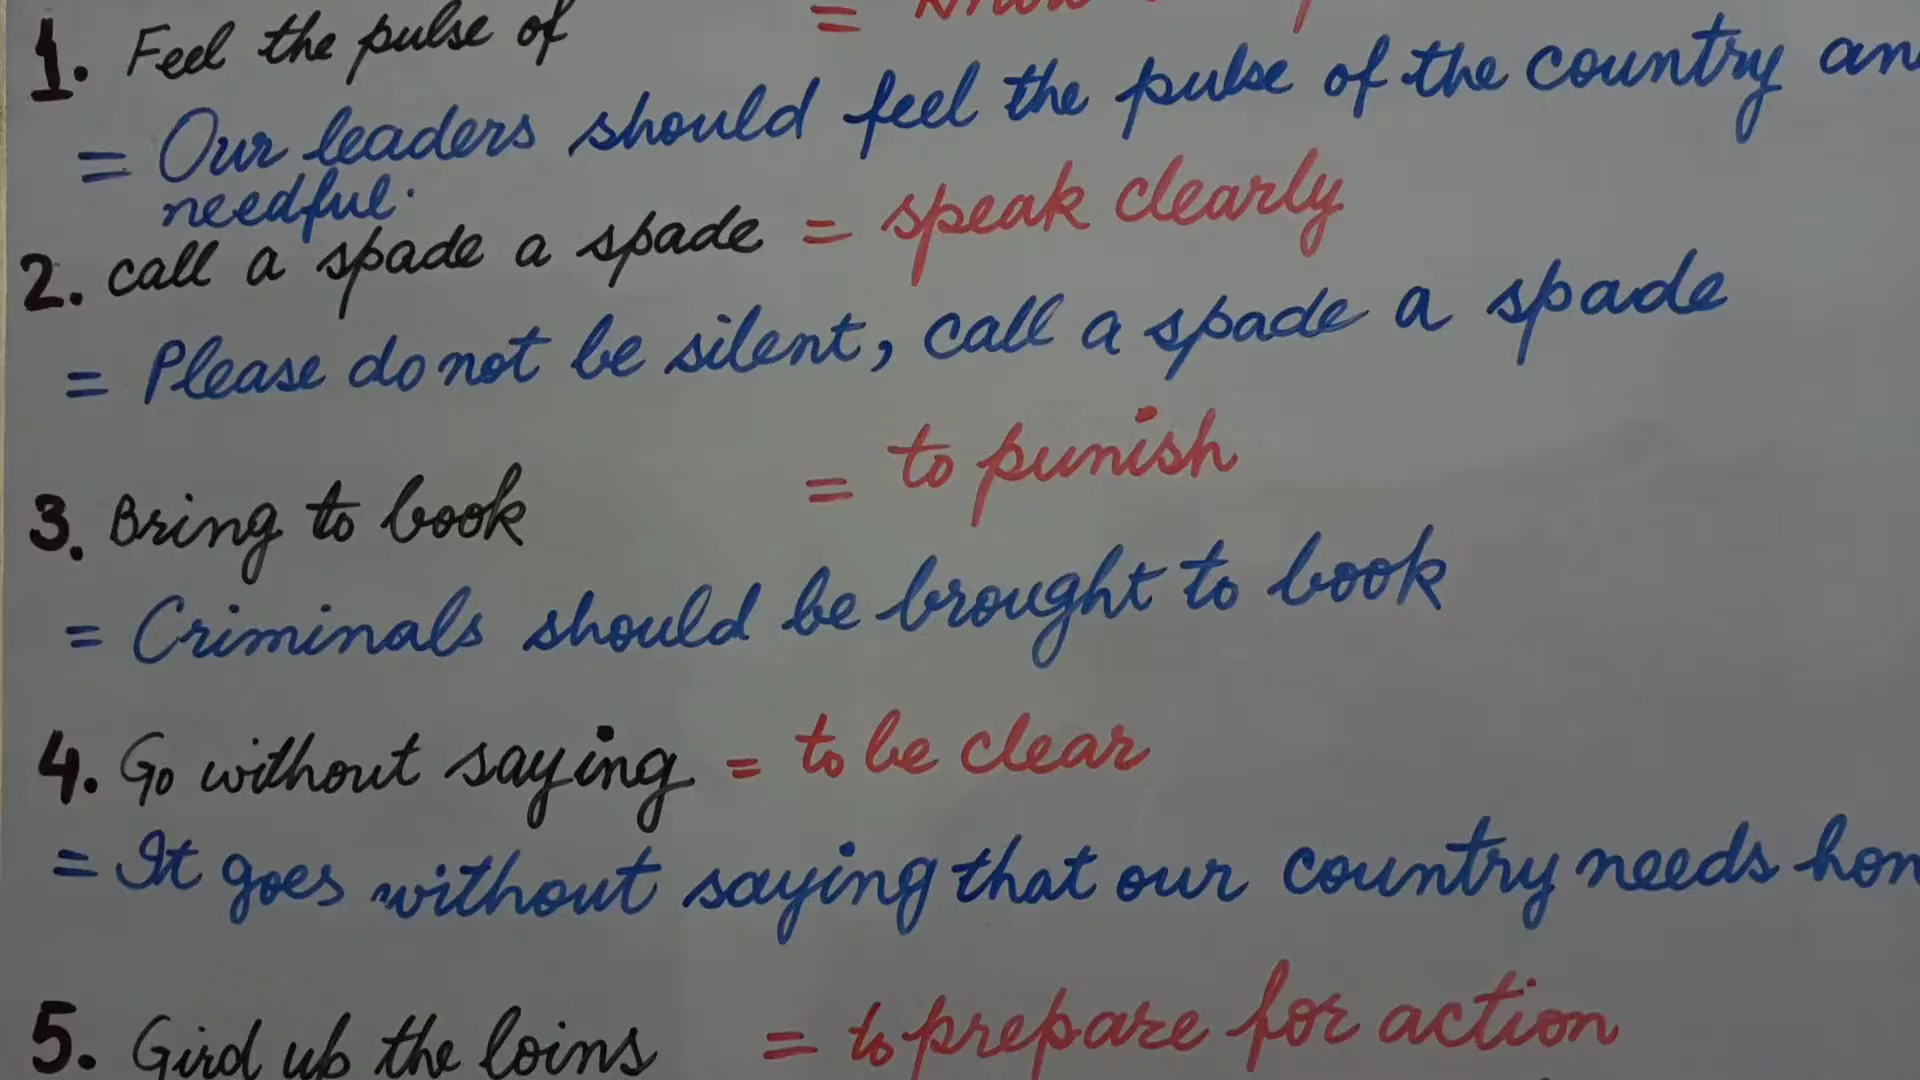 1. Feel the pulse of =
= Our leaders should feel the pulse of the country
needful.
2. call a spade a spade = speak clearly
= Please do not be silent, call a spade a spade
3. Bring to book = to punish
= Criminals should be brought to book
4. Go without saying = to be clear
= It goes without saying that our country needs
5. Gird up the loins = to prepare for action